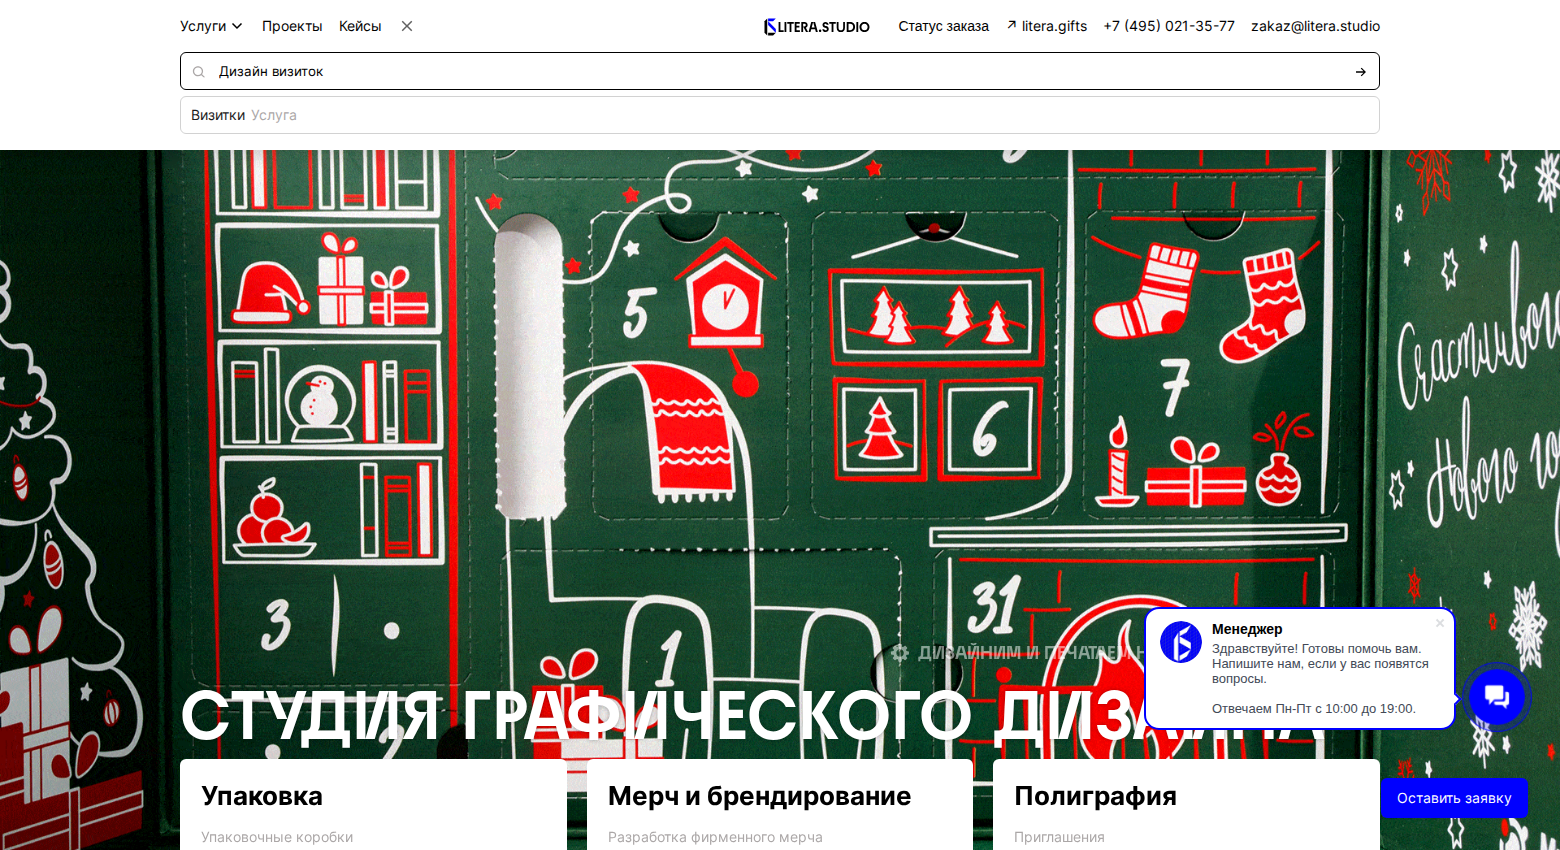 Услуги Проекты Кейсы LITERA.STUDIO Статус заказа litera.gifts +7 (495) 021-35-77 zakaz@litera.studio
Дизайн визиток
Визитки Услуга
5
6
7
Счастливого
Нового
31
3
1
2
Менеджер
Здравствуйте! Готовы помочь вам.
Напишите нам, если у вас появятся
вопросы.
Отвечаем Пн-Пт с 10:00 до 19:00.
ДИЗАЙНИМ И ПЕЧАТАЕМ
СТУДИЯ ГРАФИЧЕСКОГО ДИЗАЙНА
Упаковка
Упаковочные коробки
Мерч и брендирование
Разработка фирменного мерча
Полиграфия
Приглашения
Оставить заявку